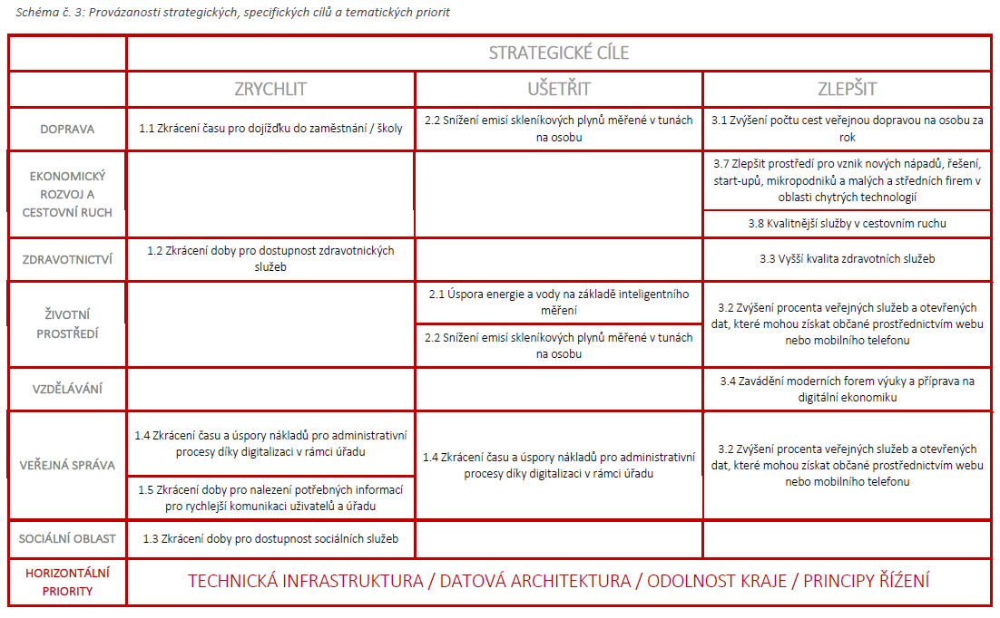 Schéma č. 3: Provázanosti strategických, specifických cílů a tematických priorit
STRATEGICKÉ CÍLE
ZRYCHLIT
UŠETŘIT
ZLEPŠIT
DOPRAVA
1.1 Zkrácení času pro dojížďku do zaměstnání / školy
2.2 Snížení emisí skleníkových plynů měřené v tunách
na osobu
3.1 Zvýšení počtu cest veřejnou dopravou na osobu za
rok
EKONOMICKÝ
ROZVOJ A
CESTOVNÍ RUCH
3.7 Zlepšit prostředí pro vznik nových nápadů, řešení,
start-upů, mikropodniků a malých a středních firem v
oblasti chytrých technologií
3.8 Kvalitnější služby v cestovním ruchu
ZDRAVOTNICTVÍ
1.2 Zkrácení doby pro dostupnost zdravotnických
služeb
3.3 Vyšší kvalita zdravotních služeb
ŽIVOTNÍ
PROSTŘEDÍ
2.1 Úspora energie a vody na základě inteligentního
měření
2.2 Snížení emisí skleníkových plynů měřené v tunách
na osobu
3.2 Zvýšení procenta veřejných služeb a otevřených
dat, které mohou získat občané prostřednictvím webu
nebo mobilního telefonu
VZDĚLÁVÁNÍ
3.4 Zavádění moderních forem výuky a příprava na
digitální ekonomiku
VEŘEJNÁ SPRÁVA
1.4 Zkrácení času a úspory nákladů pro administrativní
procesy díky digitalizaci v rámci úřadu
1.5 Zkrácení doby pro nalezení potřebných informací
pro rychlejší komunikaci uživatelů a úřadu
1.4 Zkrácení času a úspory nákladů pro administrativní
procesy díky digitalizaci v rámci úřadu
3.2 Zvýšení procenta veřejných služeb a otevřených
dat, které mohou získat občané prostřednictvím webu
nebo mobilního telefonu
SOCIÁLNÍ OBLAST
1.3 Zkrácení doby pro dostupnost sociálních služeb
HORIZONTÁLNÍ
PRIORITY
TECHNICKÁ INFRASTRUKTURA / DATOVÁ ARCHITEKTURA / ODOLNOST KRAJE / PRINCIPY ŘÍŽENÍ